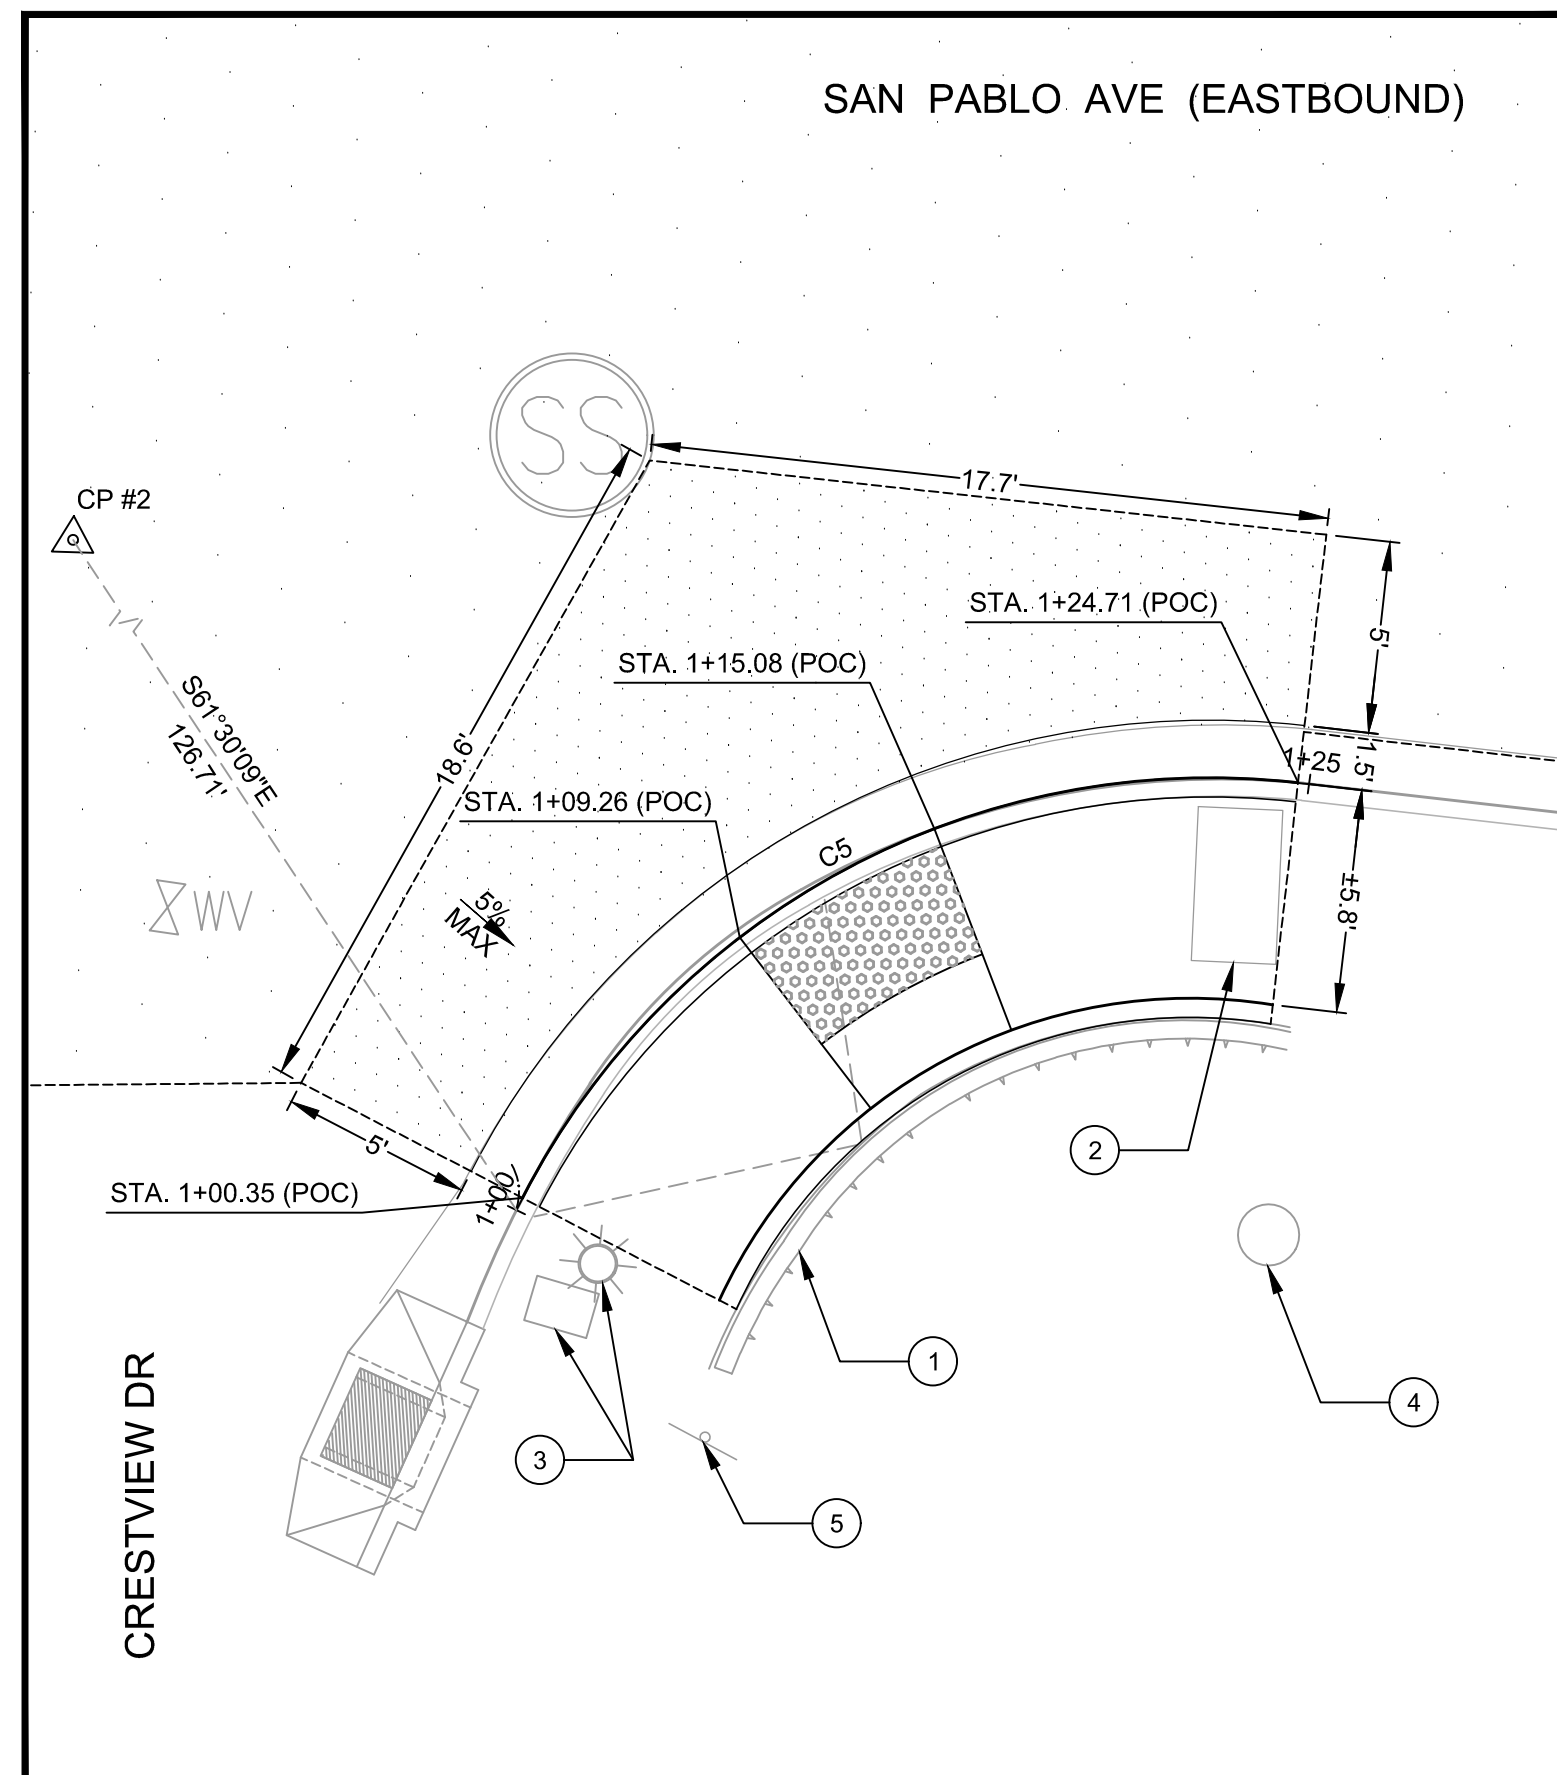 SAN PABLO AVE (EASTBOUND)
SS
17.7'
CP #2
STA. 1+24.71 (POC)
5'
STA. 1+15.08 (POC)
S61°30'09"E
126.71'
18.6'
1+25
1.5'
STA. 1+09.26 (POC)
C5
5%
MAX
WV
±5.8'
5'
2
STA. 1+00.35 (POC)
1+00
1
CRESTVIEW DR
4
3
5